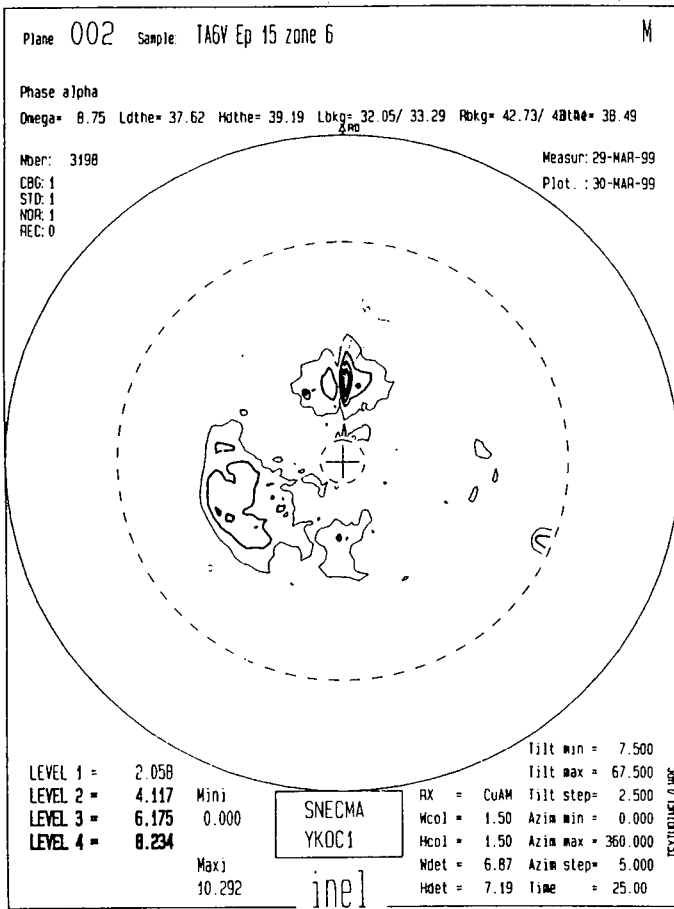 Plane 002 Sample: TA6V Ep 15 zone 6 M
Phase alpha
Omega= 8.75 Ldthe= 37.62 Hdthe= 39.19 Lbkg= 32.05/ 33.29 Rbkg= 42.73/ 38.49
RD
Nber: 3198 Measur: 29-MAR-99
CBG: 1 Plot. : 30-MAR-99
STD: 1
NOR: 1
REC: 0
LEVEL 1 = 2.058
LEVEL 2 = 4.117
LEVEL 3 = 6.175
LEVEL 4 = 8.234
Mini
0.000
Maxi
10.292
SNECMA
YKOC1
inel
RX = CuAM
Wcol = 1.50
Hcol = 1.50
Wdet = 6.87
Hdet = 7.19
Tilt min = 7.500
Tilt max = 67.500
Tilt step= 2.500
Azim min = 0.000
Azim max = 360.000
Azim step= 5.000
Time = 25.00